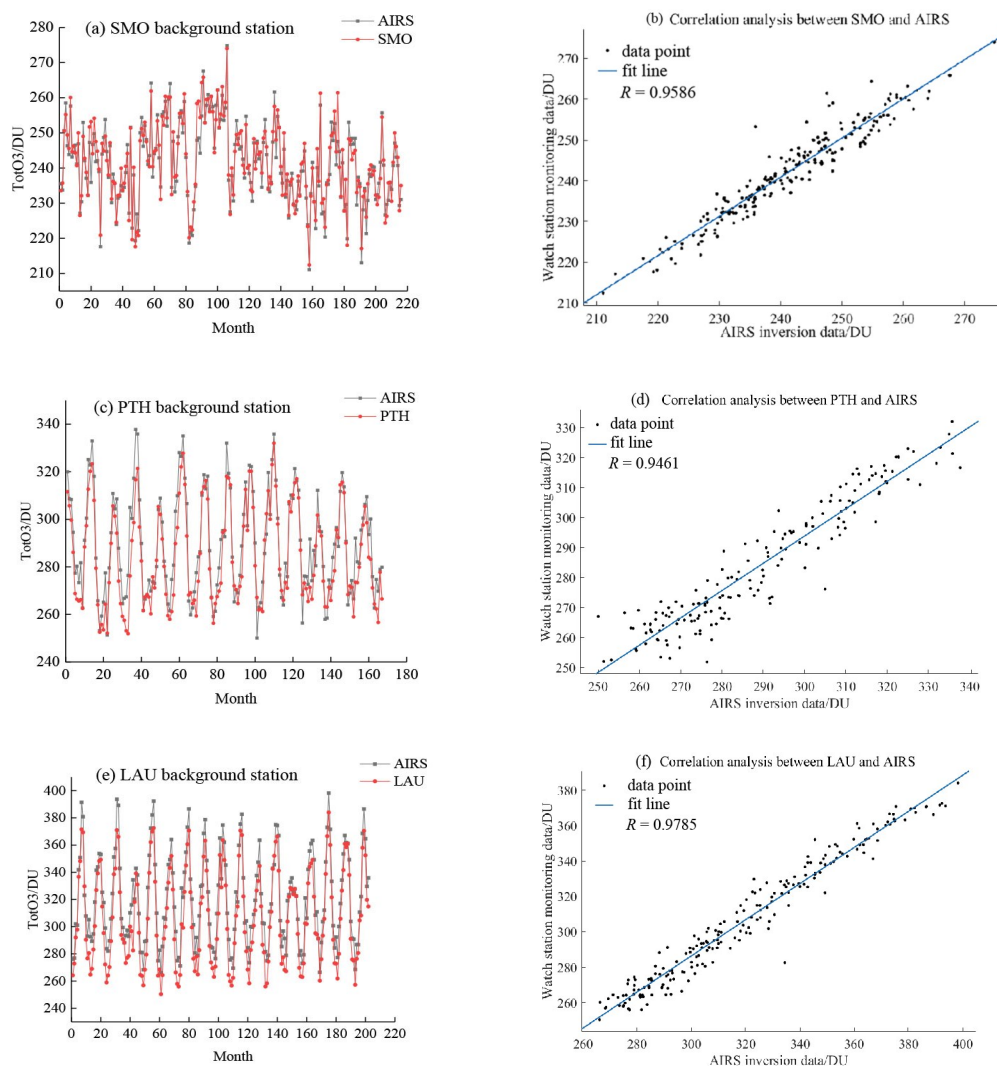 (a) SMO background station
AIRS
SMO
280
270
260
250
240
230
220
210
TotO3/DU
0 20 40 60 80 100 120 140 160 180 200 220
Month
(b) Correlation analysis between SMO and AIRS
data point
fit line
R = 0.9586
270
260
250
240
230
220
210
Watch station monitoring data/DU
210 220 230 240 250 260 270
AIRS inversion data/DU
(c) PTH background station
AIRS
PTH
340
320
300
280
260
240
TotO3/DU
0 20 40 60 80 100 120 140 160 180
Month
(d) Correlation analysis between PTH and AIRS
data point
fit line
R = 0.9461
330
320
310
300
290
280
270
260
250
Watch station monitoring data/DU
250 260 270 280 290 300 310 320 330 340
AIRS inversion data/DU
(e) LAU background station
AIRS
LAU
400
380
360
340
320
300
280
260
240
TotO3/DU
0 20 40 60 80 100 120 140 160 180 200 220
Month
(f) Correlation analysis between LAU and AIRS
data point
fit line
R = 0.9785
380
360
340
320
300
280
260
Watch station monitoring data/DU
260 280 300 320 340 360 380 400
AIRS inversion data/DU